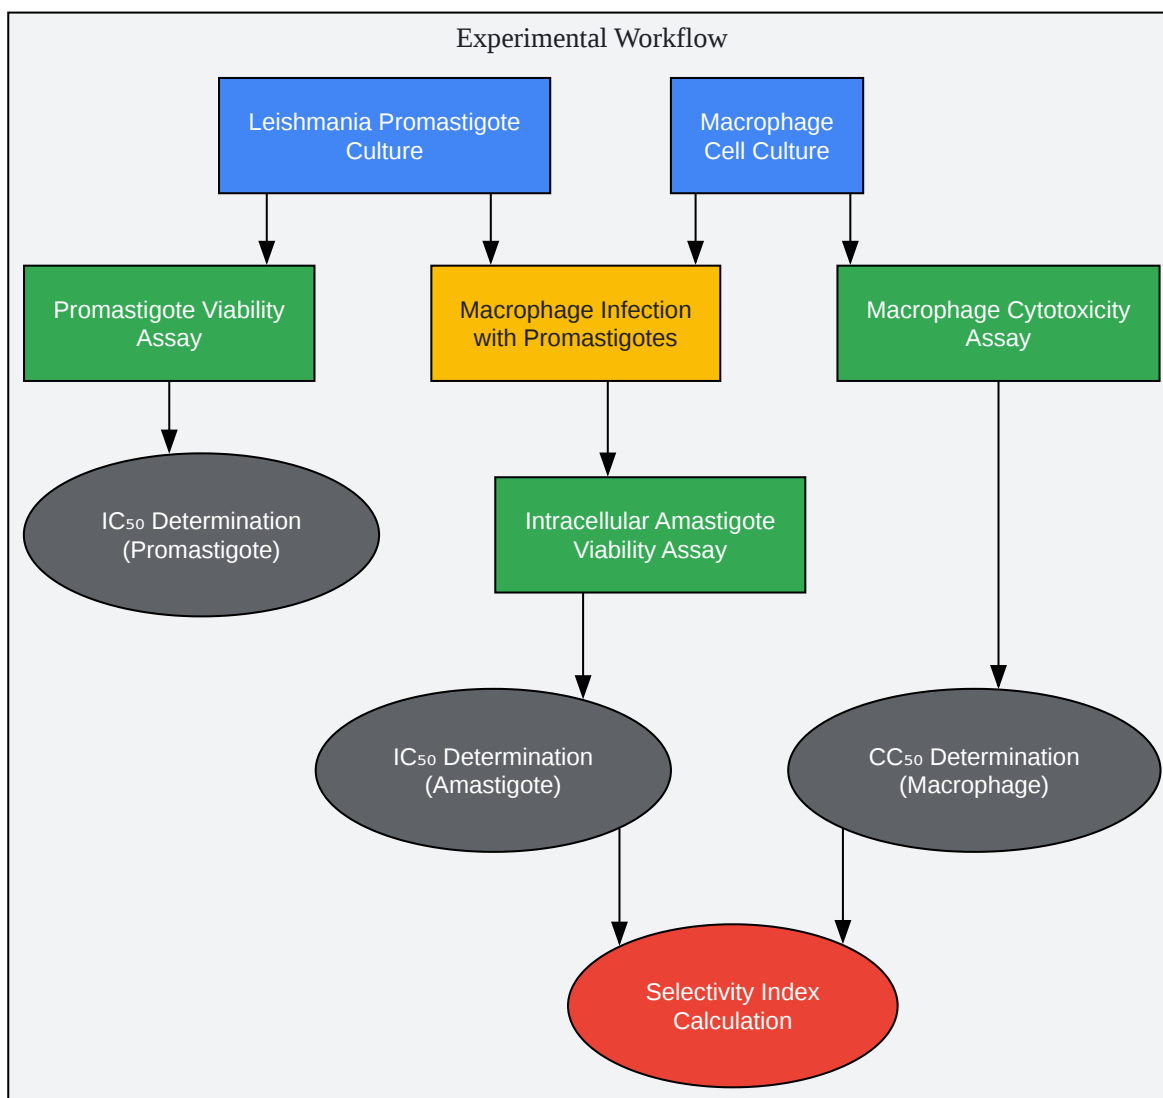 Experimental Workflow
Leishmania Promastigote
Culture
Macrophage
Cell Culture
Promastigote Viability
Assay
Macrophage Infection
with Promastigotes
Macrophage Cytotoxicity
Assay
IC₅₀ Determination
(Promastigote)
Intracellular Amastigote
Viability Assay
IC₅₀ Determination
(Amastigote)
CC₅₀ Determination
(Macrophage)
Selectivity Index
Calculation